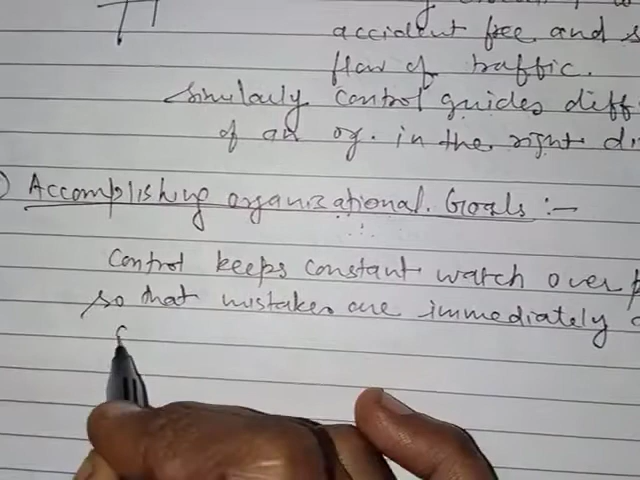 accident free and s
flow of traffic.
Similarly control guides diff
of an og. in the right di
) Accomplishing organizational. Goals :-
Control keeps constant watch over p
so that mistakes are immediately